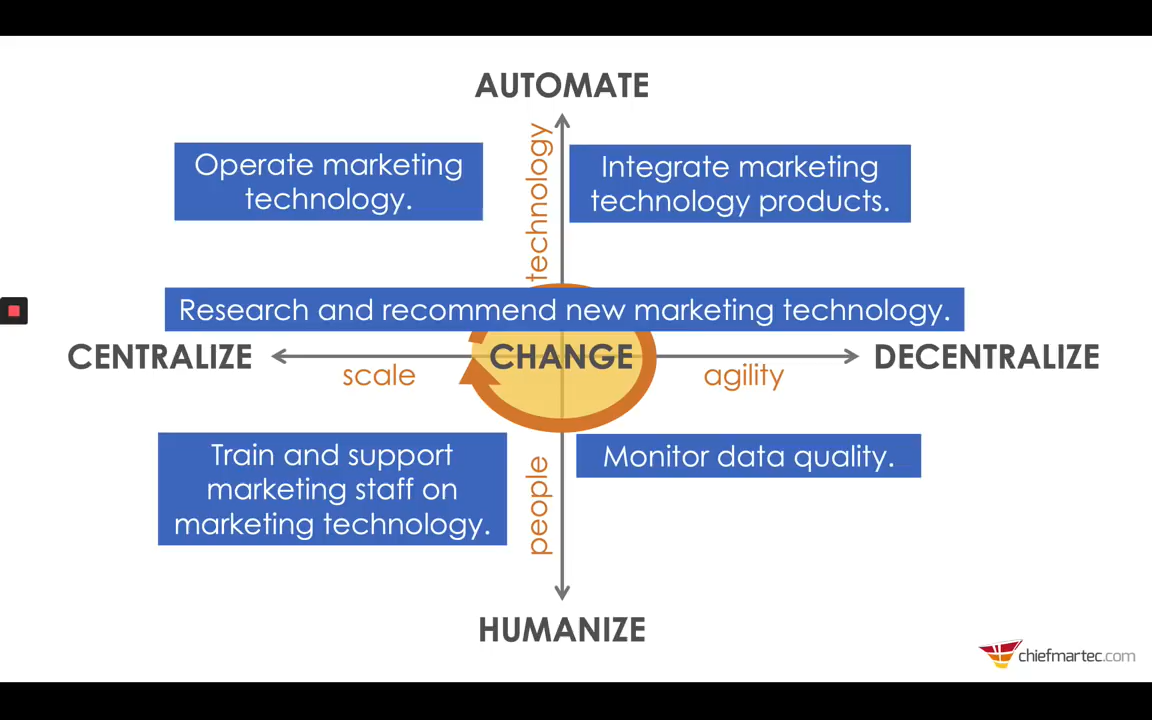 AUTOMATE
technology
Operate marketing
technology.
Integrate marketing
technology products.
Research and recommend new marketing technology.
CENTRALIZE
CHANGE
DECENTRALIZE
scale
agility
Train and support
marketing staff on
marketing technology.
people
Monitor data quality.
HUMANIZE
chiefmartec.com